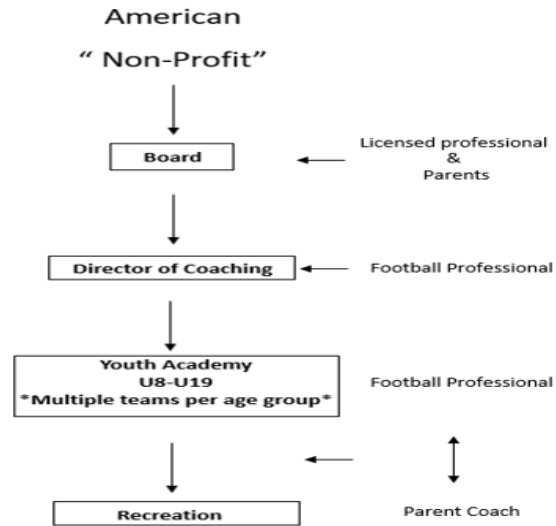 American
“ Non-Profit”
Board
Licensed professional
&
Parents
Director of Coaching
Football Professional
Youth Academy
U8-U19
*Multiple teams per age group*
Football Professional
Recreation
Parent Coach